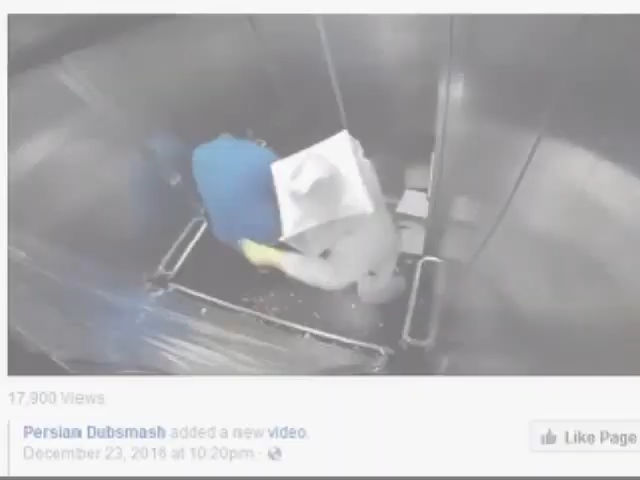 17,900 Views
Persian Dubsmash added a new video.
December 23, 2016 at 10:20pm ·
Like Page